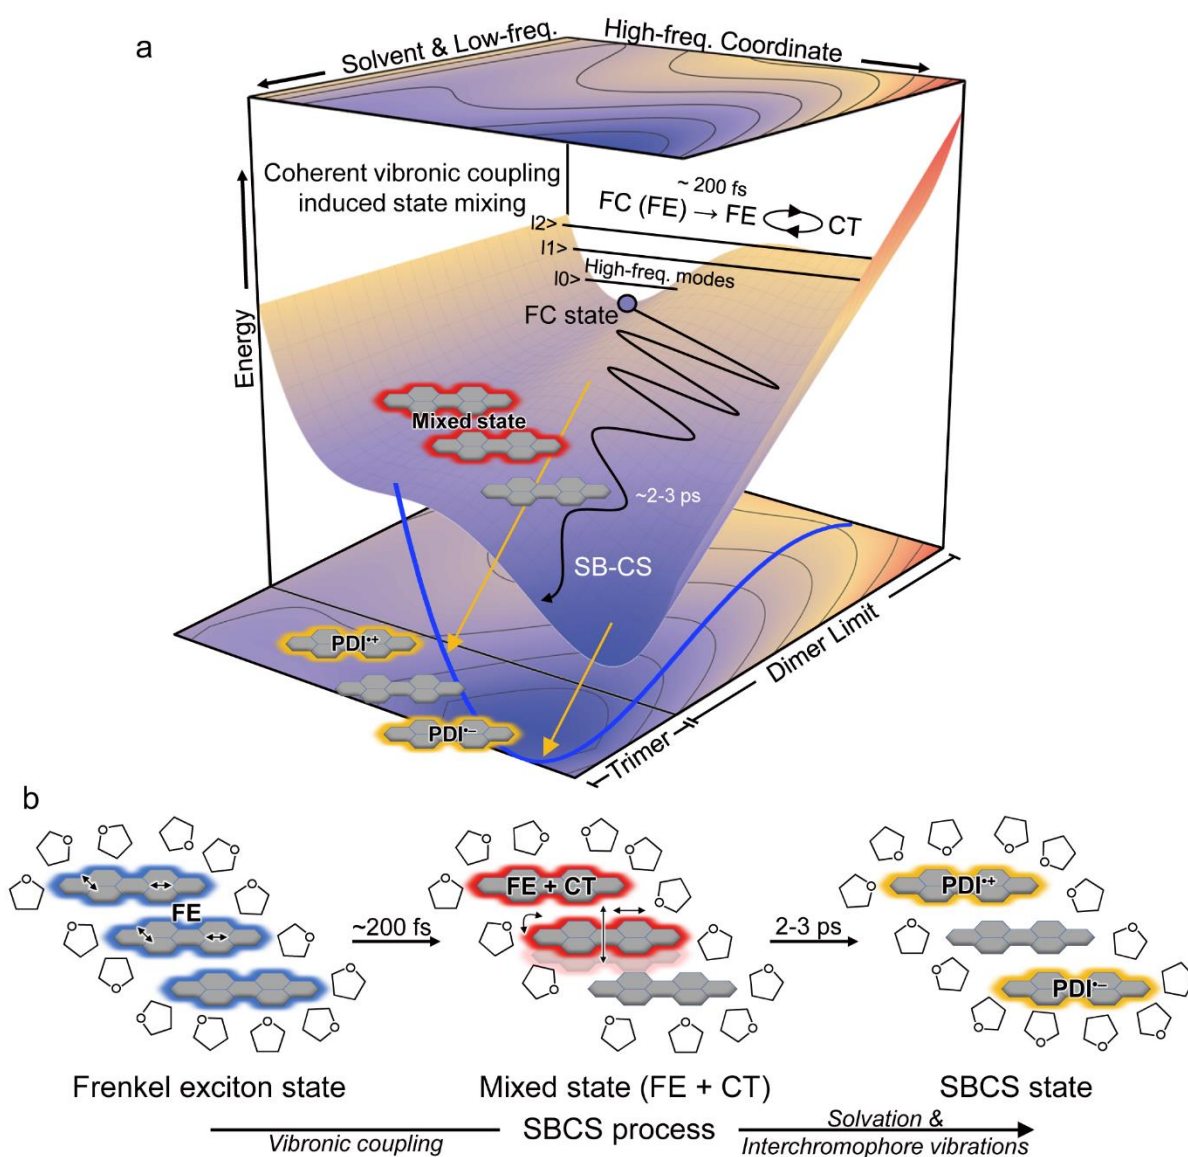 a
Solvent & Low-freq.
High-freq. Coordinate
Energy
Coherent vibronic coupling
induced state mixing
~ 200 fs
FC (FE) → FE CT
|2>
|1>
|0>
High-freq. modes
FC state
Mixed state
~2-3 ps
SB-CS
PDI•+
PDI•–
Trimer
Dimer Limit
b
FE
~200 fs
FE + CT
2-3 ps
PDI•+
PDI•–
Frenkel exciton state
Mixed state (FE + CT)
SBCS state
Vibronic coupling
SBCS process
Solvation &
Interchromophore vibrations